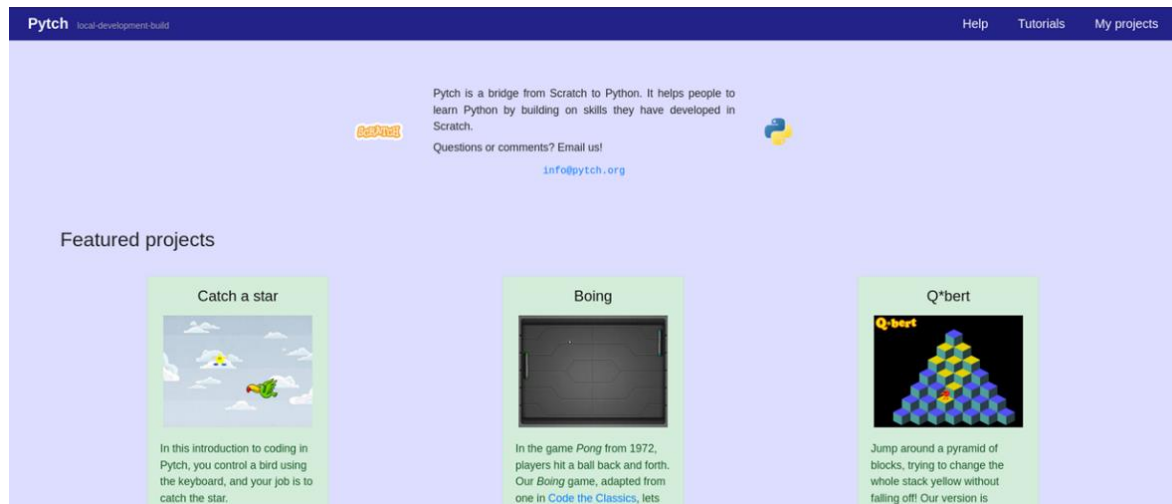 Pytch local-development-build
Help Tutorials My projects
Pytch is a bridge from Scratch to Python. It helps people to
learn Python by building on skills they have developed in
Scratch.
SCRATCH
Questions or comments? Email us!
info@pytch.org
Featured projects
Catch a star
In this introduction to coding in
Pytch, you control a bird using
the keyboard, and your job is to
catch the star.
Boing
In the game Pong from 1972,
players hit a ball back and forth.
Our Boing game, adapted from
one in Code the Classics, lets
Q*bert
Q*bert
Jump around a pyramid of
blocks, trying to change the
whole stack yellow without
falling off! Our version is